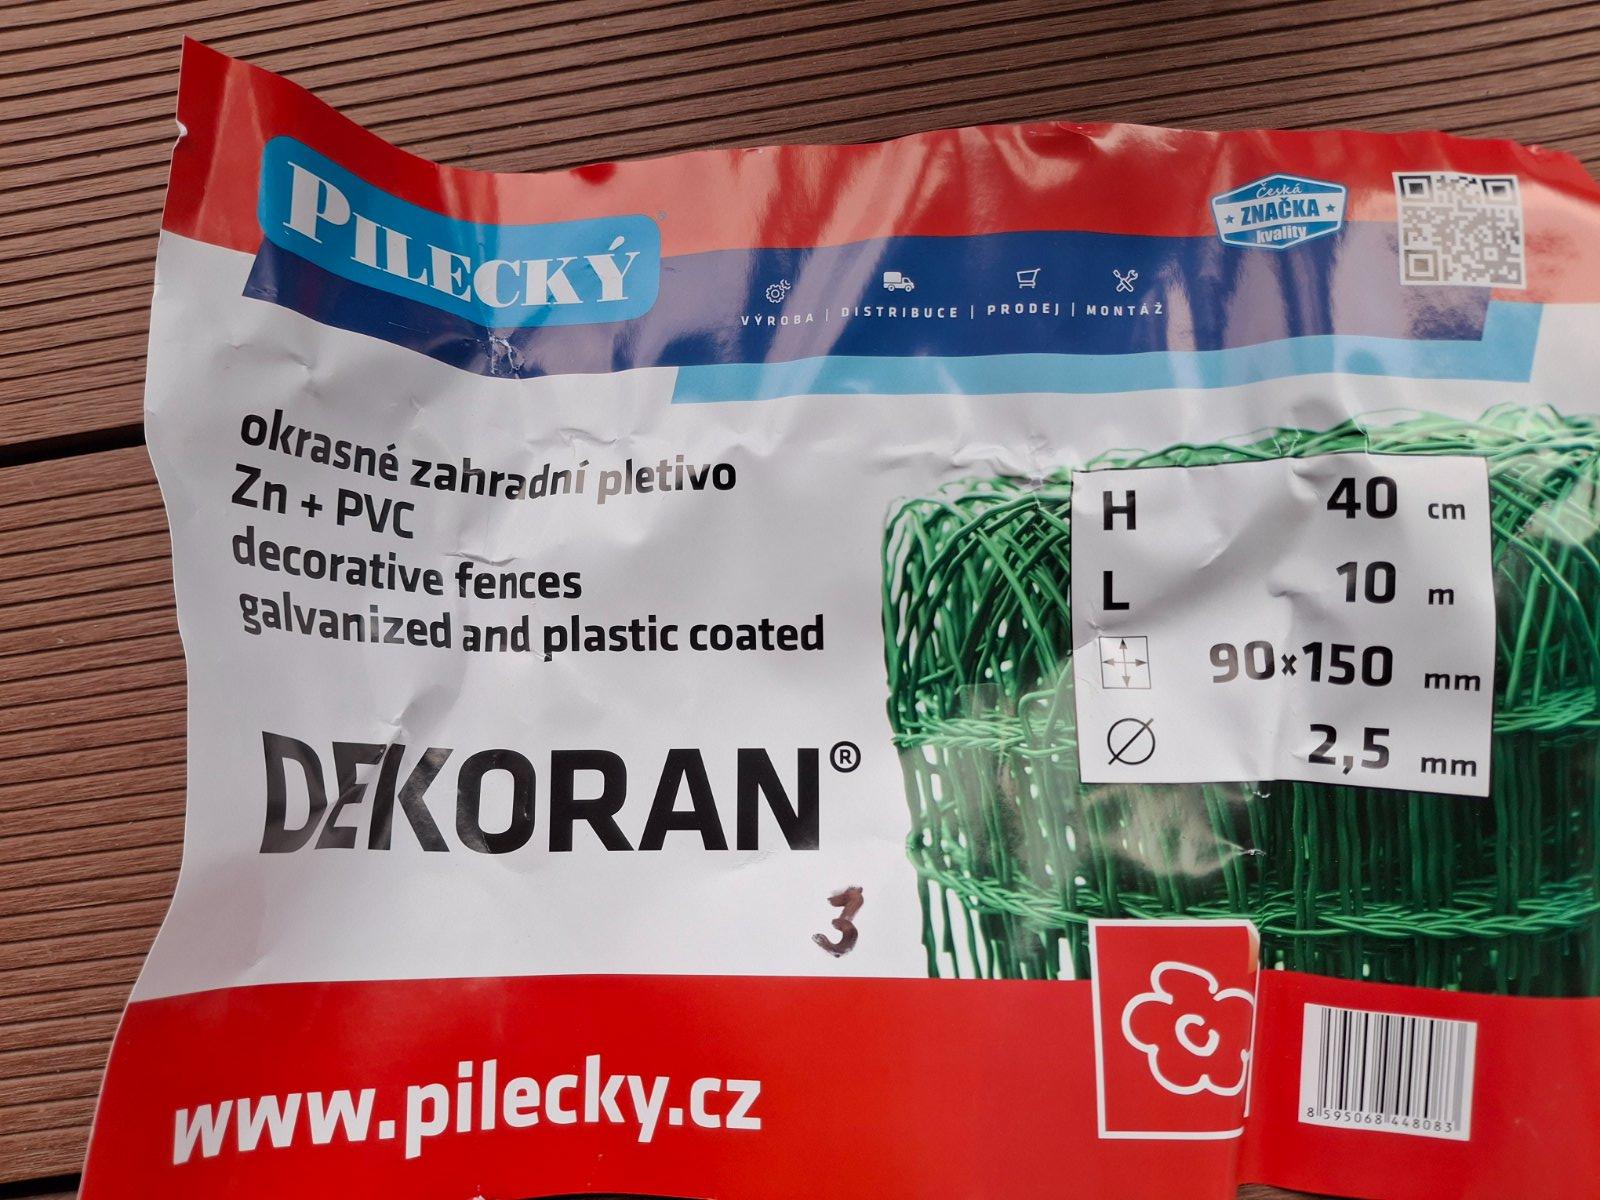 PILECKÝ®
Česká
ZNAČKA
kvality
VÝROBA | DISTRIBUCE | PRODEJ | MONTÁŽ
okrasné zahradní pletivo
Zn + PVC
decorative fences
galvanized and plastic coated
H 40 cm
L 10 m
90×150 mm
Ø 2,5 mm
DEKORAN®
3
www.pilecky.cz
8 595068 448083